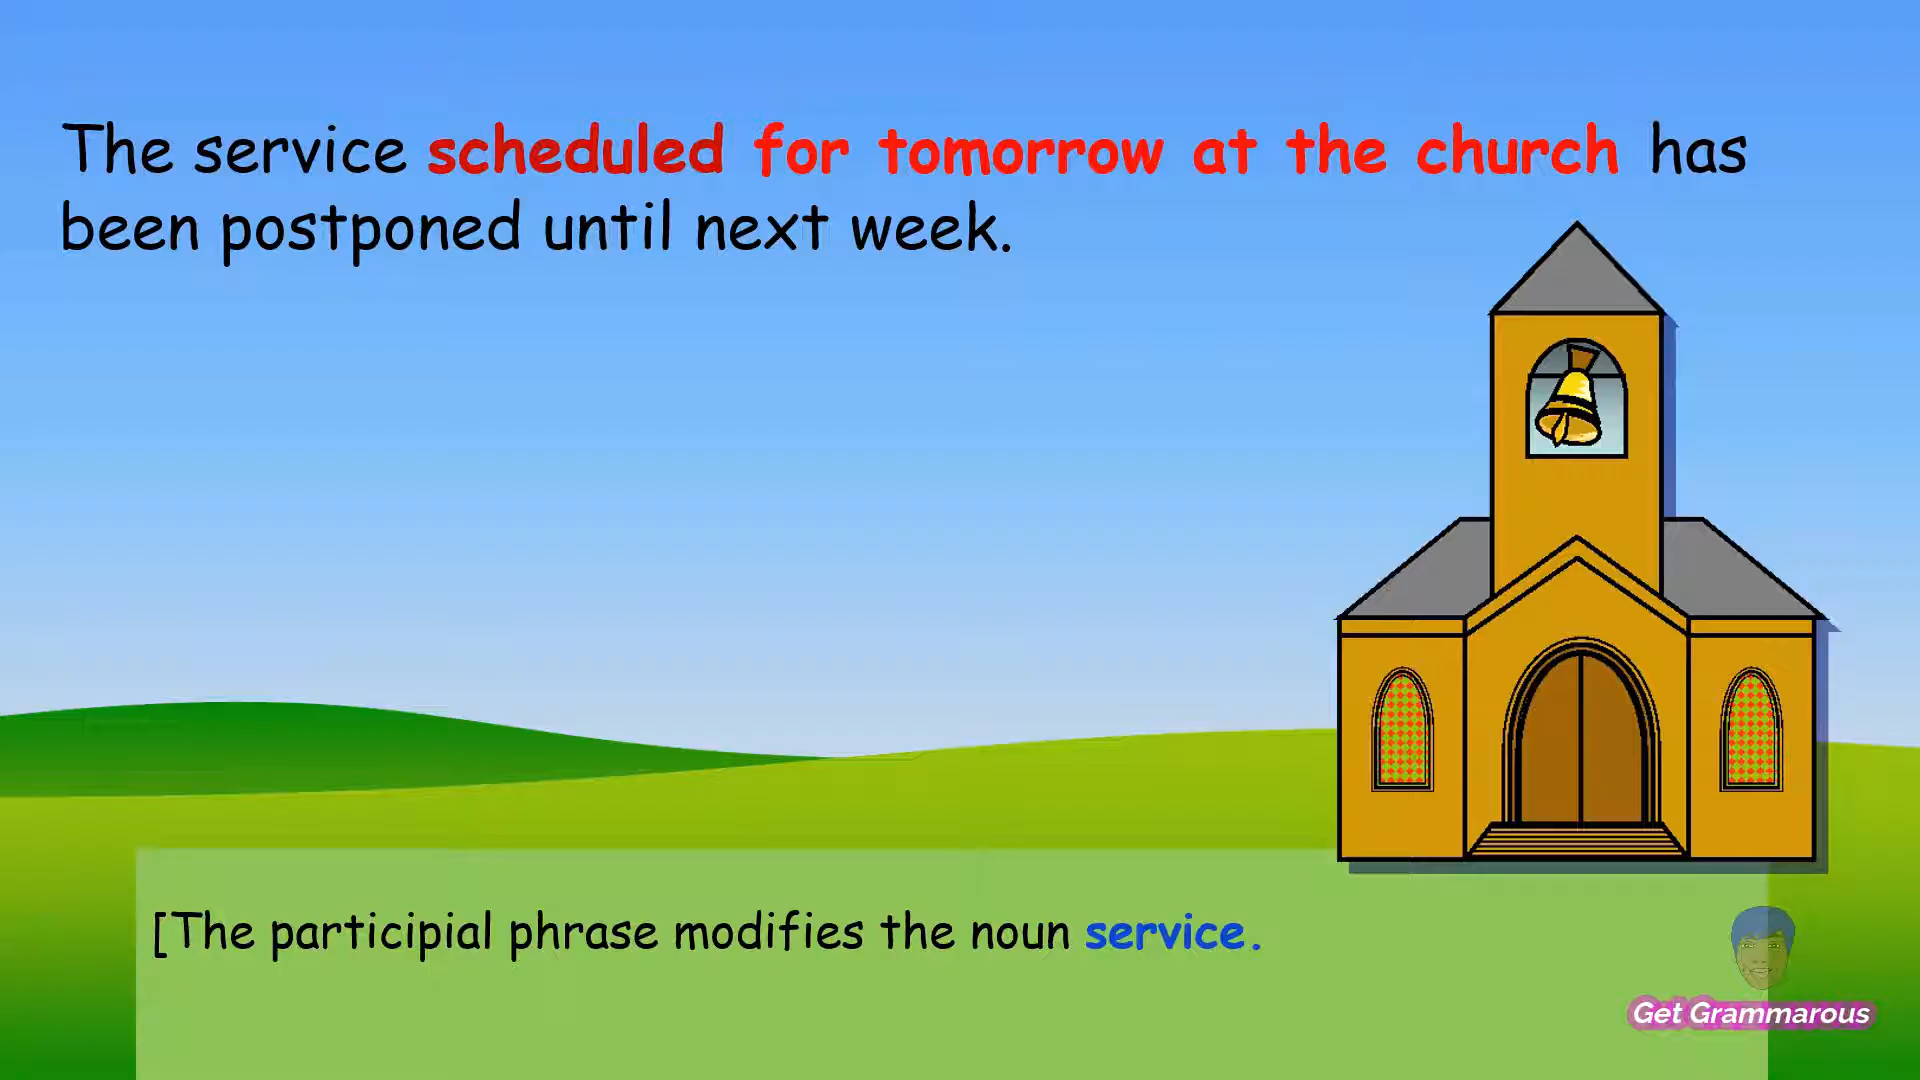 The service scheduled for tomorrow at the church has
been postponed until next week.
[The participial phrase modifies the noun service.
Get Grammarous